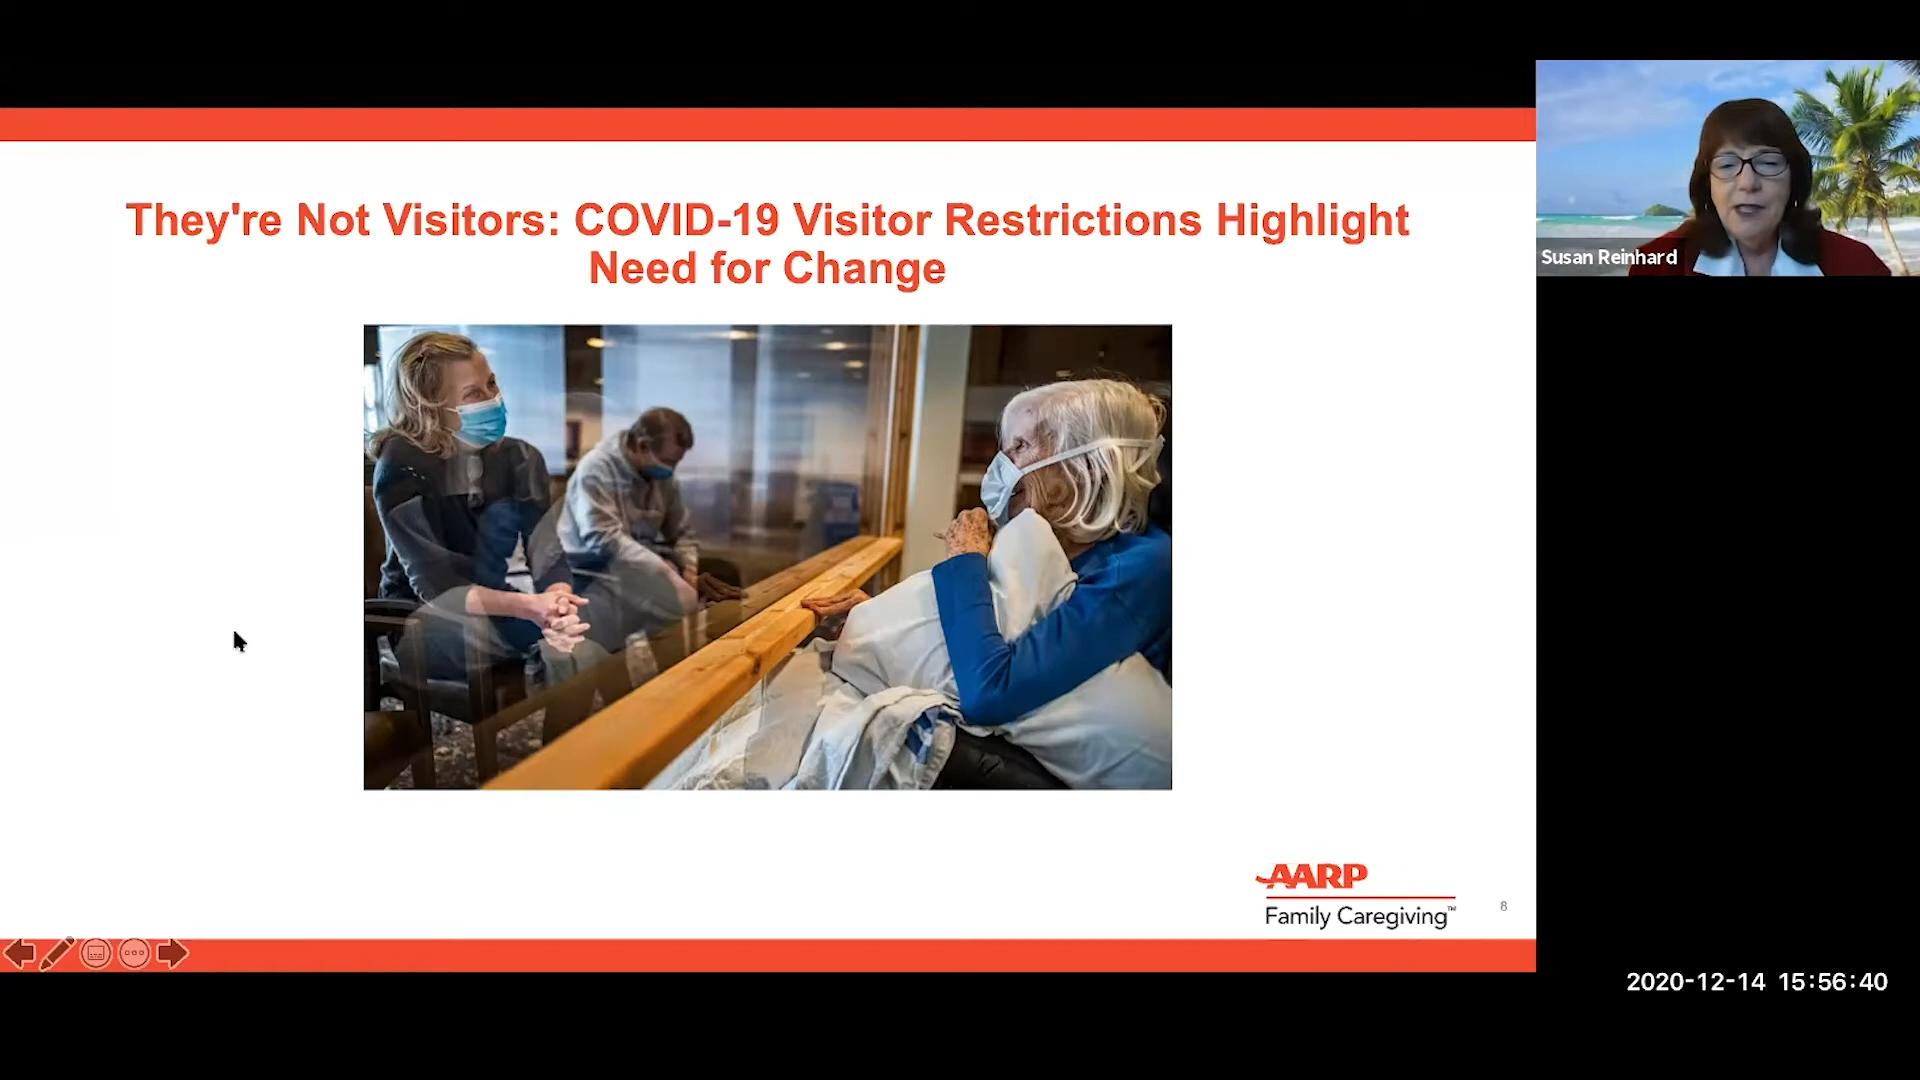 They're Not Visitors: COVID-19 Visitor Restrictions Highlight
Need for Change
Susan Reinhard
AARP
Family Caregiving™
8
2020-12-14 15:56:40